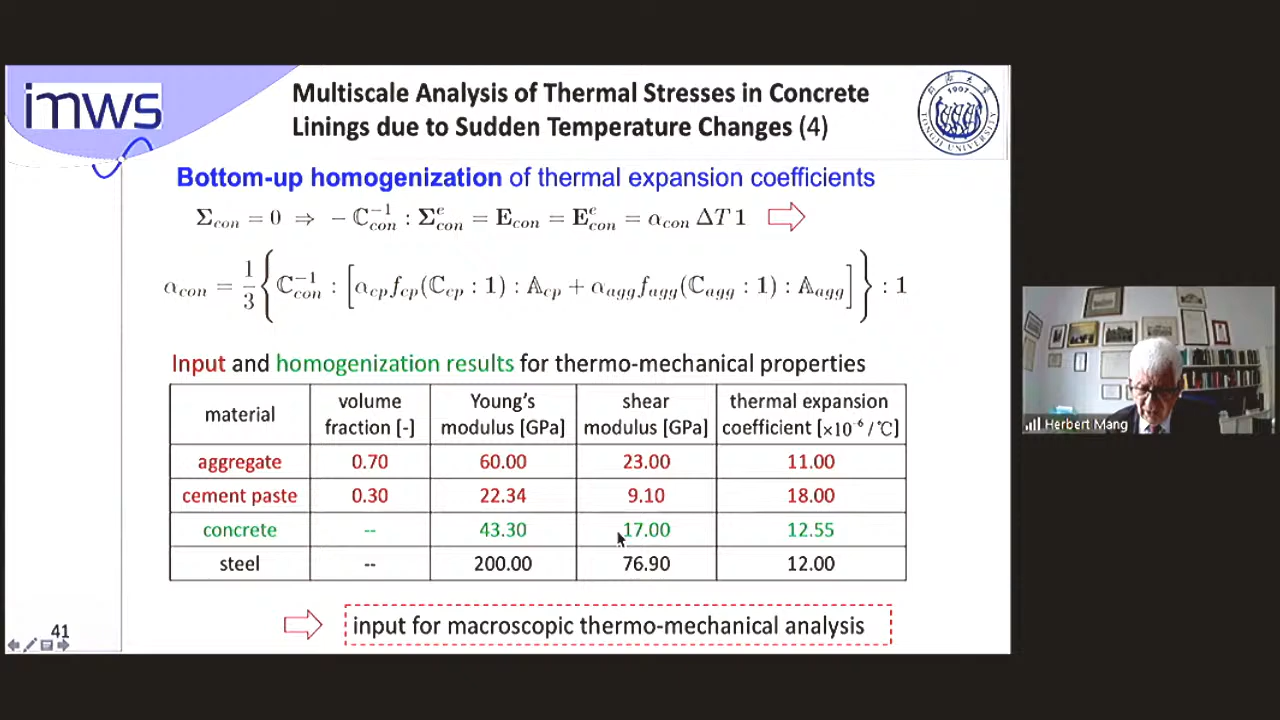 imws
Multiscale Analysis of Thermal Stresses in Concrete
Linings due to Sudden Temperature Changes (4)
1907
TONGJI UNIVERSITY
Bottom-up homogenization of thermal expansion coefficients
Σcon = 0 ⇒ − ℂcon⁻¹ : Σᵉcon = Econ = Eᵉcon = αcon ΔT 1
αcon = 1/3 { ℂcon⁻¹ : [ αcp fcp (ℂcp : 1) : 𝔸cp + αagg fagg (ℂagg : 1) : 𝔸agg ] } : 1
Input and homogenization results for thermo-mechanical properties
material volume fraction [-] Young's modulus [GPa] shear modulus [GPa] thermal expansion coefficient [×10⁻⁶/℃]
aggregate 0.70 60.00 23.00 11.00
cement paste 0.30 22.34 9.10 18.00
concrete -- 43.30 17.00 12.55
steel -- 200.00 76.90 12.00
input for macroscopic thermo-mechanical analysis
41
Herbert Mang